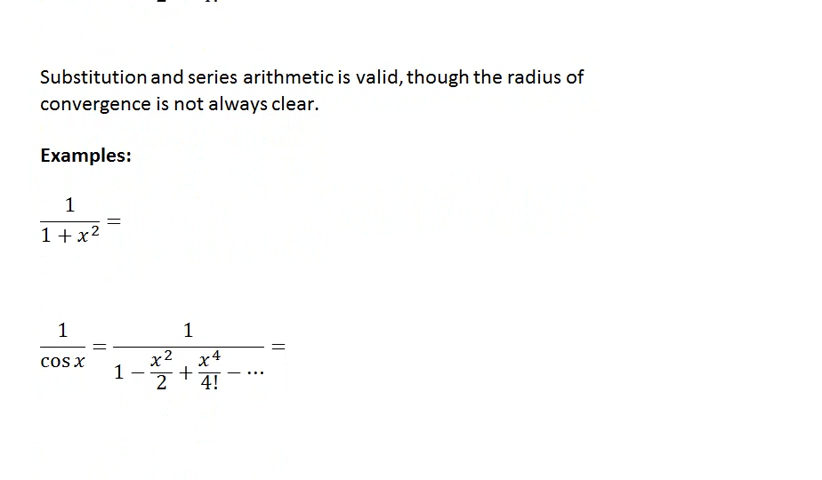 Substitution and series arithmetic is valid, though the radius of
convergence is not always clear.
Examples:
1
1 + x² =
1/cos x = 1/(1 − x²/2 + x⁴/4! − ⋯) =